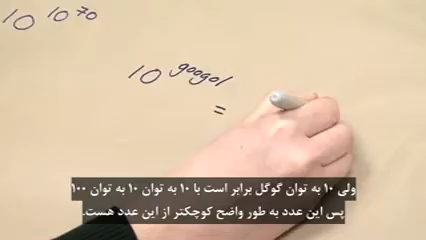 10^10^70
10^googol
=
ولی ۱۰ به توان گوگل برابر است با ۱۰ به توان ۱۰ به توان ۱۰۰
پس این عدد به طور واضح کوچکتر از این عدد هست.